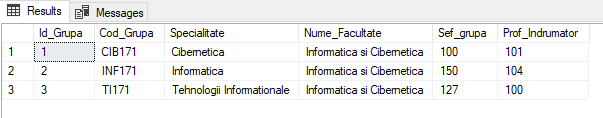 Results Messages
Id_Grupa Cod_Grupa Specialitate Nume_Facultate Sef_grupa Prof_Indrumator
1 1 CIB171 Cibernetica Informatica si Cibernetica 100 101
2 2 INF171 Informatica Informatica si Cibernetica 150 104
3 3 TI171 Tehnologii Informationale Informatica si Cibernetica 127 100